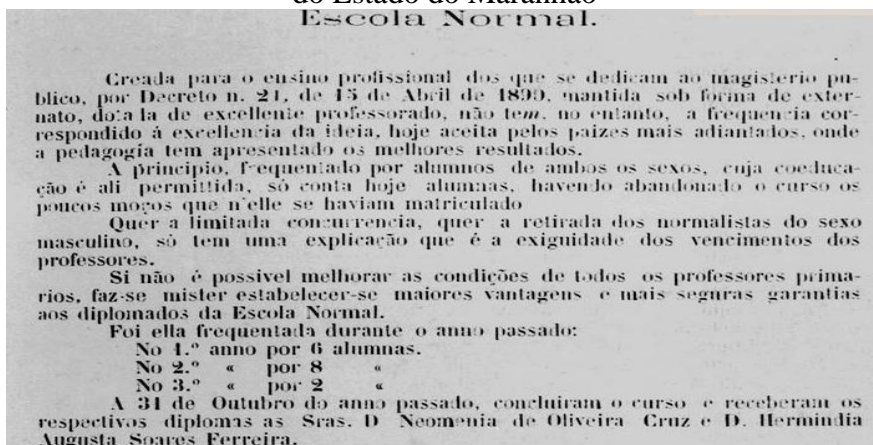 do Estado do Maranhão
Escola Normal.
Creada para o ensino profissional dos que se dedicam ao magisterio pu-
blico, por Decreto n. 21, de 15 de Abril de 1890, mantida sob forma de exter-
nato, dotala de excellente professorado, não tem. no entanto, a frequencia cor-
respondido á excellencia da ideia, hoje aceita pelos paizes mais adiantados, onde
a pedagogia tem apresentado os melhores resultados.
A principio, frequentado por alumnos de ambos os sexos, cuja coeduca-
ção é ali permittida, só conta hoje alumnas, havendo abandonado o curso os
poucos moços que n'elle se haviam matriculado
Quer a limitada concurrencia, quer a retirada dos normalistas do sexo
masculino, só tem uma explicação que é a exiguidade dos vencimentos dos
professores.
Si não é possivel melhorar as condições de todos os professores prima-
rios, faz-se mister estabelecer-se maiores vantagens e mais seguras garantias
aos diplomados da Escola Normal.
Foi ella frequentada durante o anno passado:
No 1.º anno por 6 alumnas.
No 2.º « por 8 «
No 3.º « por 2 «
A 31 de Outubro do anno passado, concluiram o curso e receberam os
respectivos diplomas as Sras. D Neomenia de Oliveira Cruz e D. Hermindia
Augusta Soares Ferreira.